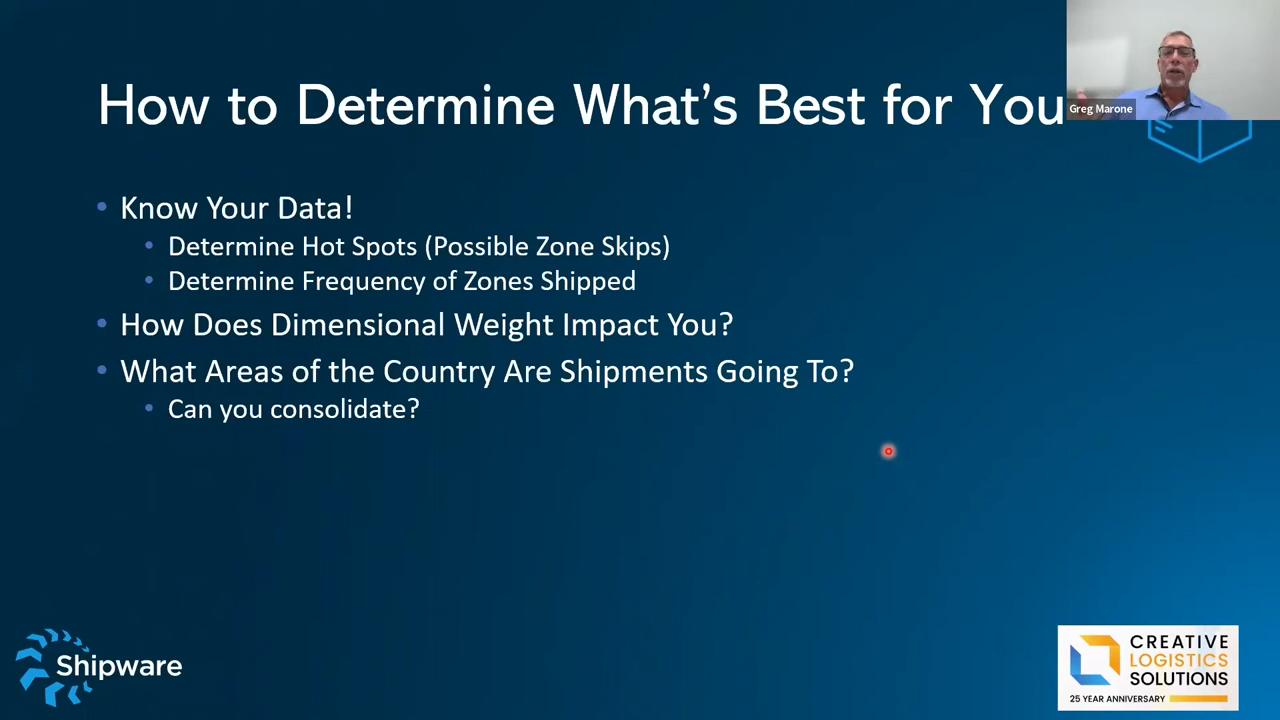 How to Determine What's Best for You
Greg Marone
• Know Your Data!
• Determine Hot Spots (Possible Zone Skips)
• Determine Frequency of Zones Shipped
• How Does Dimensional Weight Impact You?
• What Areas of the Country Are Shipments Going To?
• Can you consolidate?
Shipware
CREATIVE
LOGISTICS
SOLUTIONS
25 YEAR ANNIVERSARY